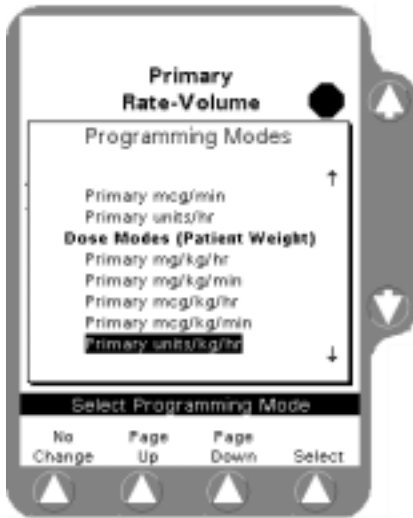 Primary
Rate-Volume
Programming Modes
↑
Primary mcg/min
Primary units/hr
Dose Modes (Patient Weight)
Primary mg/kg/hr
Primary mg/kg/min
Primary mcg/kg/hr
Primary mcg/kg/min
Primary units/kg/hr
↓
Select Programming Mode
No Page Page
Change Up Down Select